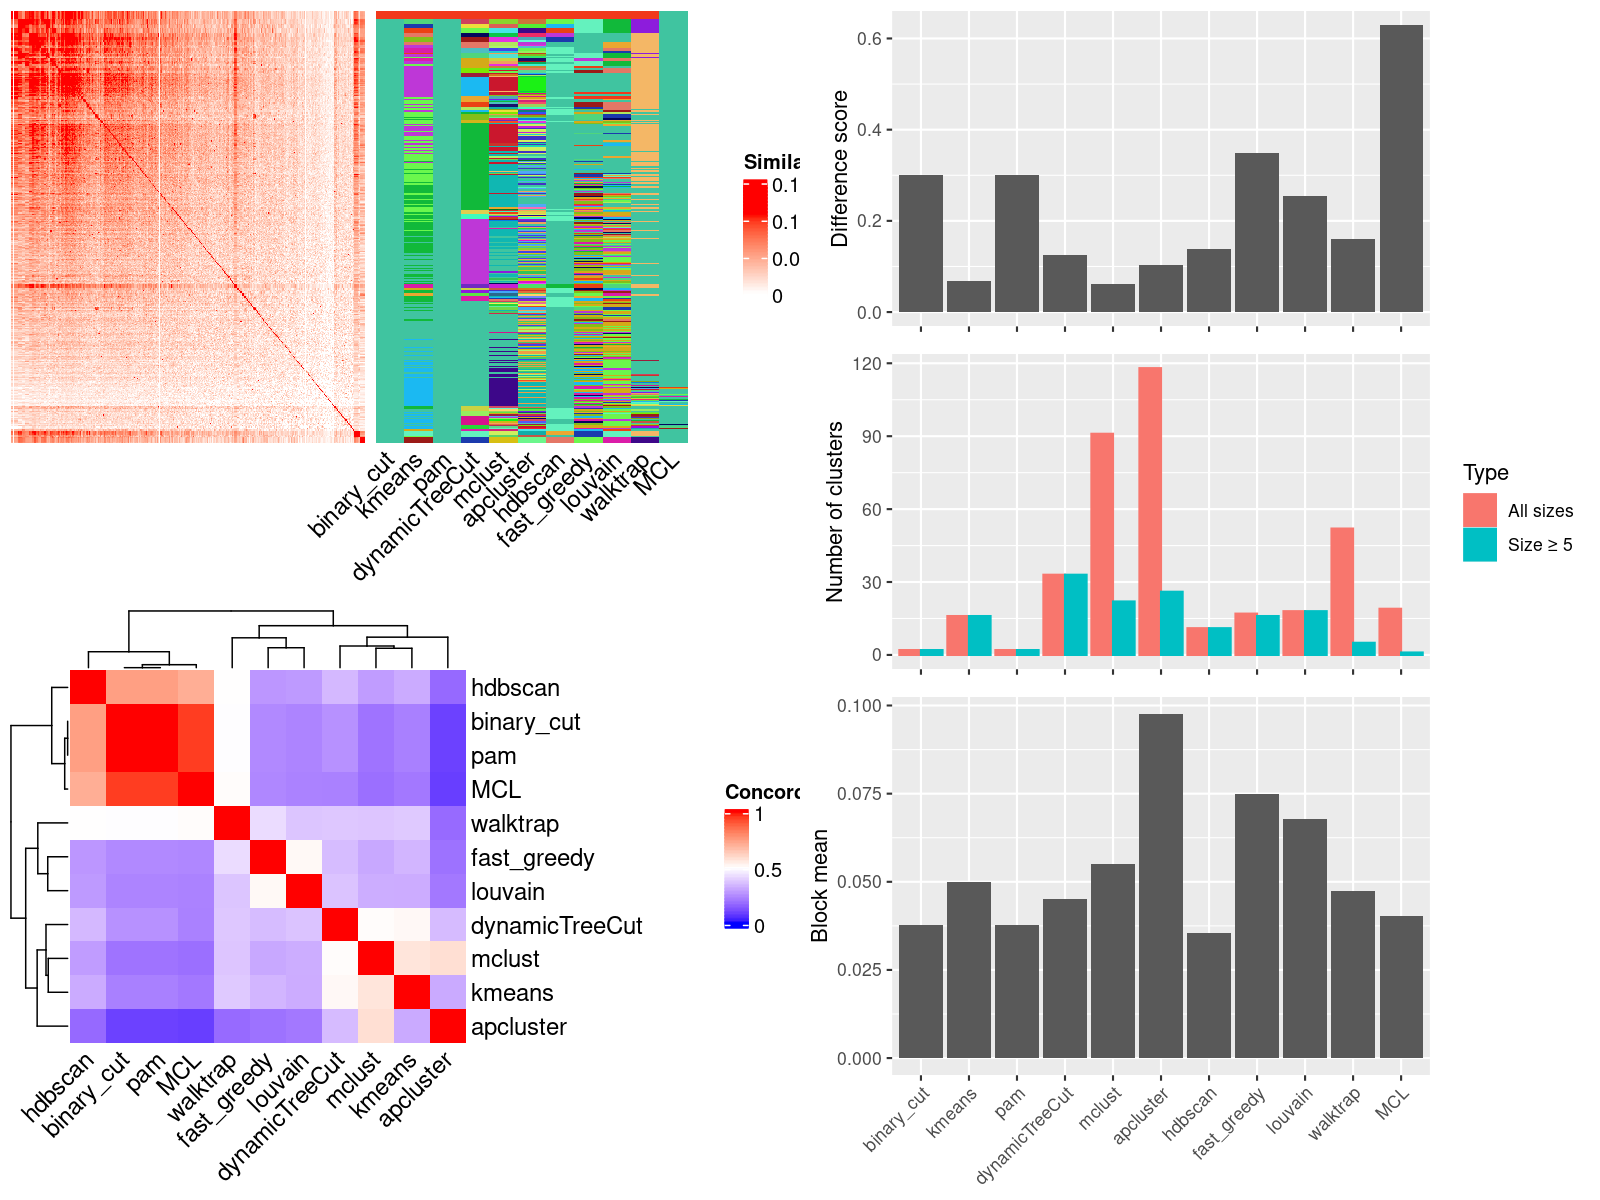 Simila
0.1
0.1
0.0
0
binary_cut
kmeans
pam
dynamicTreeCut
mclust
apcluster
hdbscan
fast_greedy
louvain
walktrap
MCL
hdbscan
binary_cut
pam
MCL
walktrap
fast_greedy
louvain
dynamicTreeCut
mclust
kmeans
apcluster
hdbscan
binary_cut
pam
MCL
walktrap
fast_greedy
louvain
dynamicTreeCut
mclust
kmeans
apcluster
Concord
1
0.5
0
Difference score
0.6
0.4
0.2
0.0
Number of clusters
120
90
60
30
0
Type
All sizes
Size ≥ 5
Block mean
0.100
0.075
0.050
0.025
0.000
binary_cut
kmeans
pam
dynamicTreeCut
mclust
apcluster
hdbscan
fast_greedy
louvain
walktrap
MCL